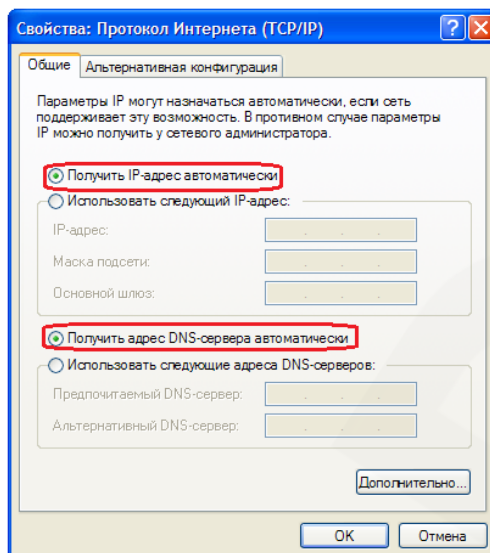 Свойства: Протокол Интернета (TCP/IP)
Общие
Альтернативная конфигурация
Параметры IP могут назначаться автоматически, если сеть
поддерживает эту возможность. В противном случае параметры
IP можно получить у сетевого администратора.
Получить IP-адрес автоматически
Использовать следующий IP-адрес:
IP-адрес:
Маска подсети:
Основной шлюз:
Получить адрес DNS-сервера автоматически
Использовать следующие адреса DNS-серверов:
Предпочитаемый DNS-сервер:
Альтернативный DNS-сервер:
Дополнительно...
OK
Отмена